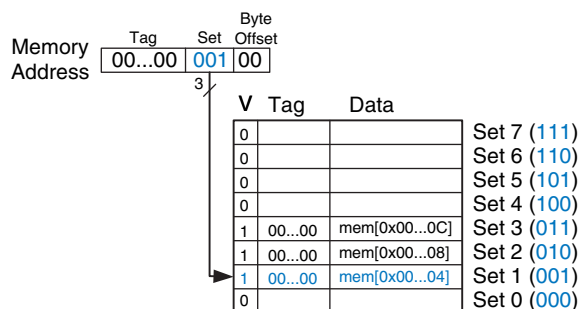 Memory Address
Tag Set Byte Offset
00...00 001 00
3
V Tag Data
0 Set 7 (111)
0 Set 6 (110)
0 Set 5 (101)
0 Set 4 (100)
1 00...00 mem[0x00...0C] Set 3 (011)
1 00...00 mem[0x00...08] Set 2 (010)
1 00...00 mem[0x00...04] Set 1 (001)
0 Set 0 (000)